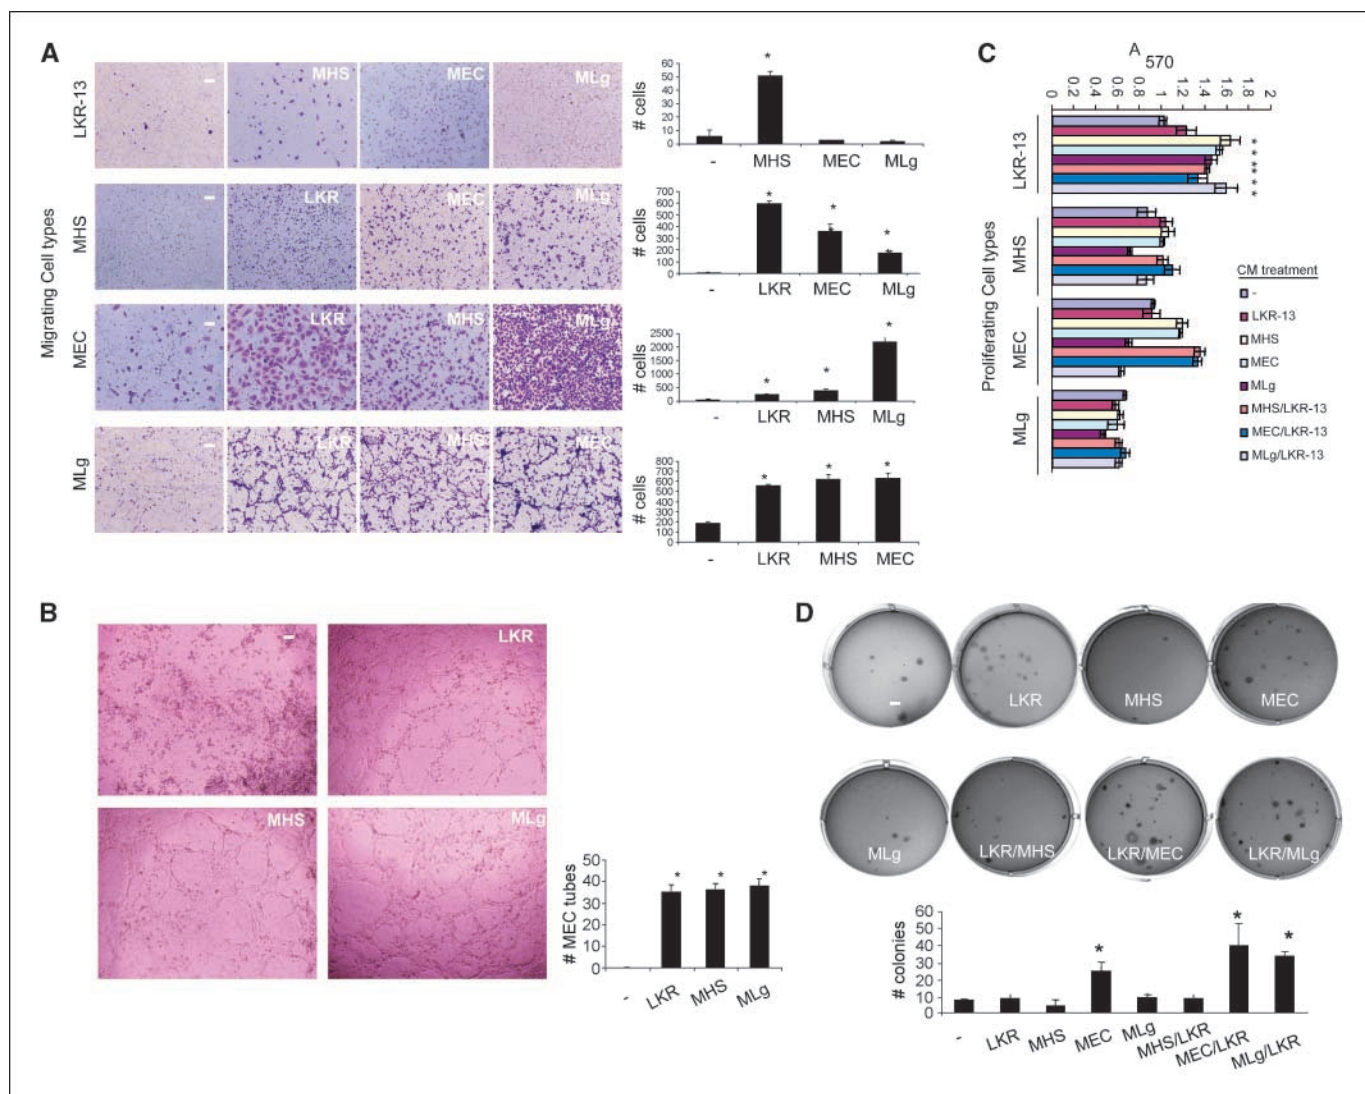 A
Migrating Cell types
LKR-13
MHS
MEC
MLg
# cells
60
50
40
30
20
10
0
*
- MHS MEC MLg
MHS
LKR
MEC
MLg
# cells
700
600
500
400
300
200
100
0
* * *
- LKR MEC MLg
MEC
LKR
MHS
MLg
# cells
2500
2000
1500
1000
500
0
* * *
- LKR MHS MLg
MLg
LKR
MHS
MEC
# cells
800
700
600
500
400
300
200
100
0
* * *
- LKR MHS MEC
B
LKR
MHS
MLg
# MEC tubes
50
40
30
20
10
0
* * *
- LKR MHS MLg
C
A 570
0 0.2 0.4 0.6 0.8 1 1.2 1.4 1.6 1.8 2
Proliferating Cell types
LKR-13
MHS
MEC
MLg
CM treatment
-
LKR-13
MHS
MEC
MLg
MHS/LKR-13
MEC/LKR-13
MLg/LKR-13
D
LKR
MHS
MEC
MLg
LKR/MHS
LKR/MEC
LKR/MLg
# colonies
60
50
40
30
10
0
* * *
- LKR MHS MEC MLg MHS/LKR MEC/LKR MLg/LKR